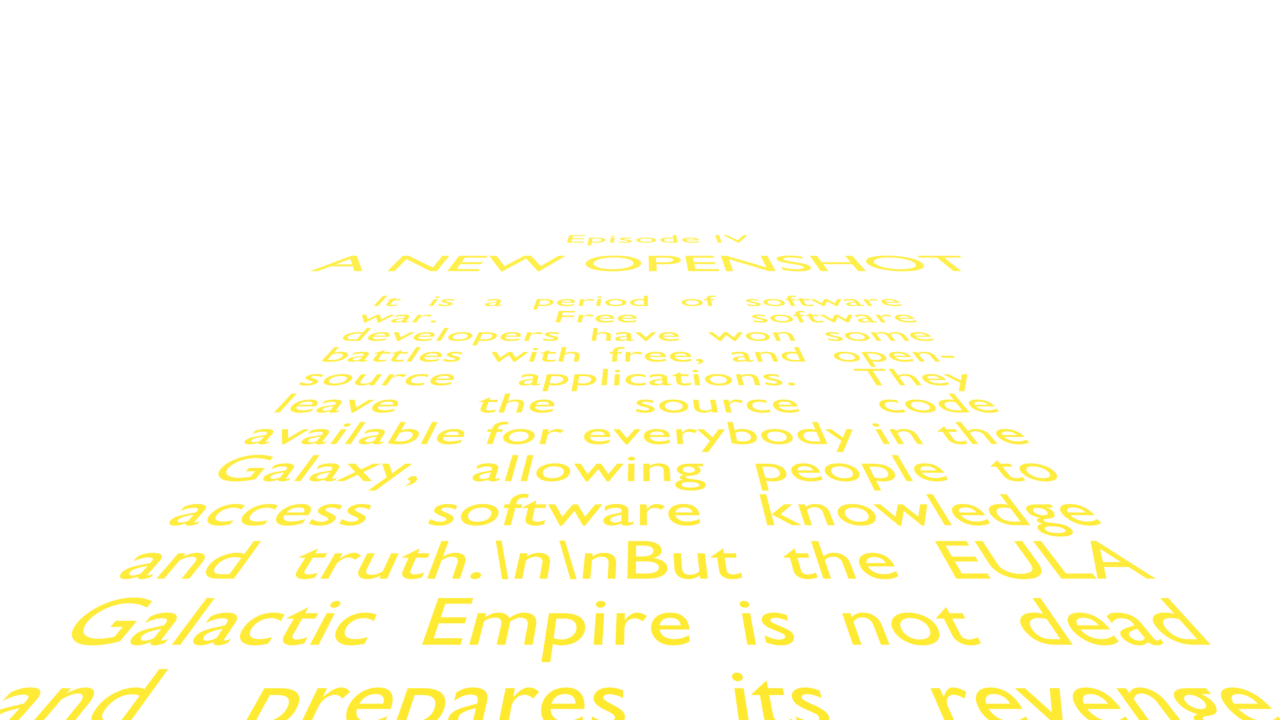 Episode IV
A NEW OPENSHOT
It is a period of software
war. Free software
developers have won some
battles with free, and open-
source applications. They
leave the source code
available for everybody in the
Galaxy, allowing people to
access software knowledge
and truth.\n\nBut the EULA
Galactic Empire is not dead
and prepares its revenge